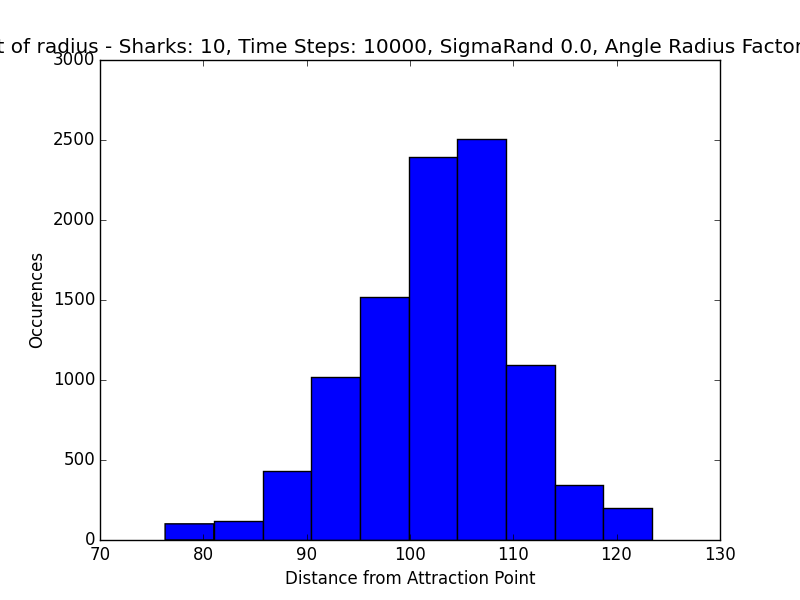 of radius - Sharks: 10, Time Steps: 10000, SigmaRand 0.0, Angle Radius Factor
3000
2500
2000
1500
1000
500
0
Occurences
70 80 90 100 110 120 130
Distance from Attraction Point